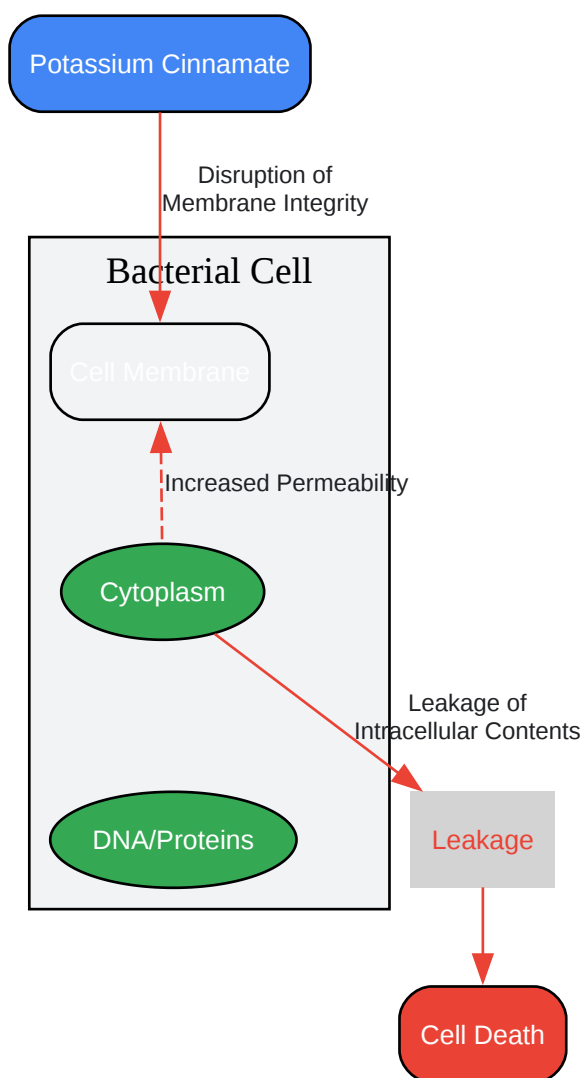 Potassium Cinnamate
Disruption of
Membrane Integrity
Bacterial Cell
Cell Membrane
Increased Permeability
Cytoplasm
Leakage of
Intracellular Contents
DNA/Proteins
Leakage
Cell Death